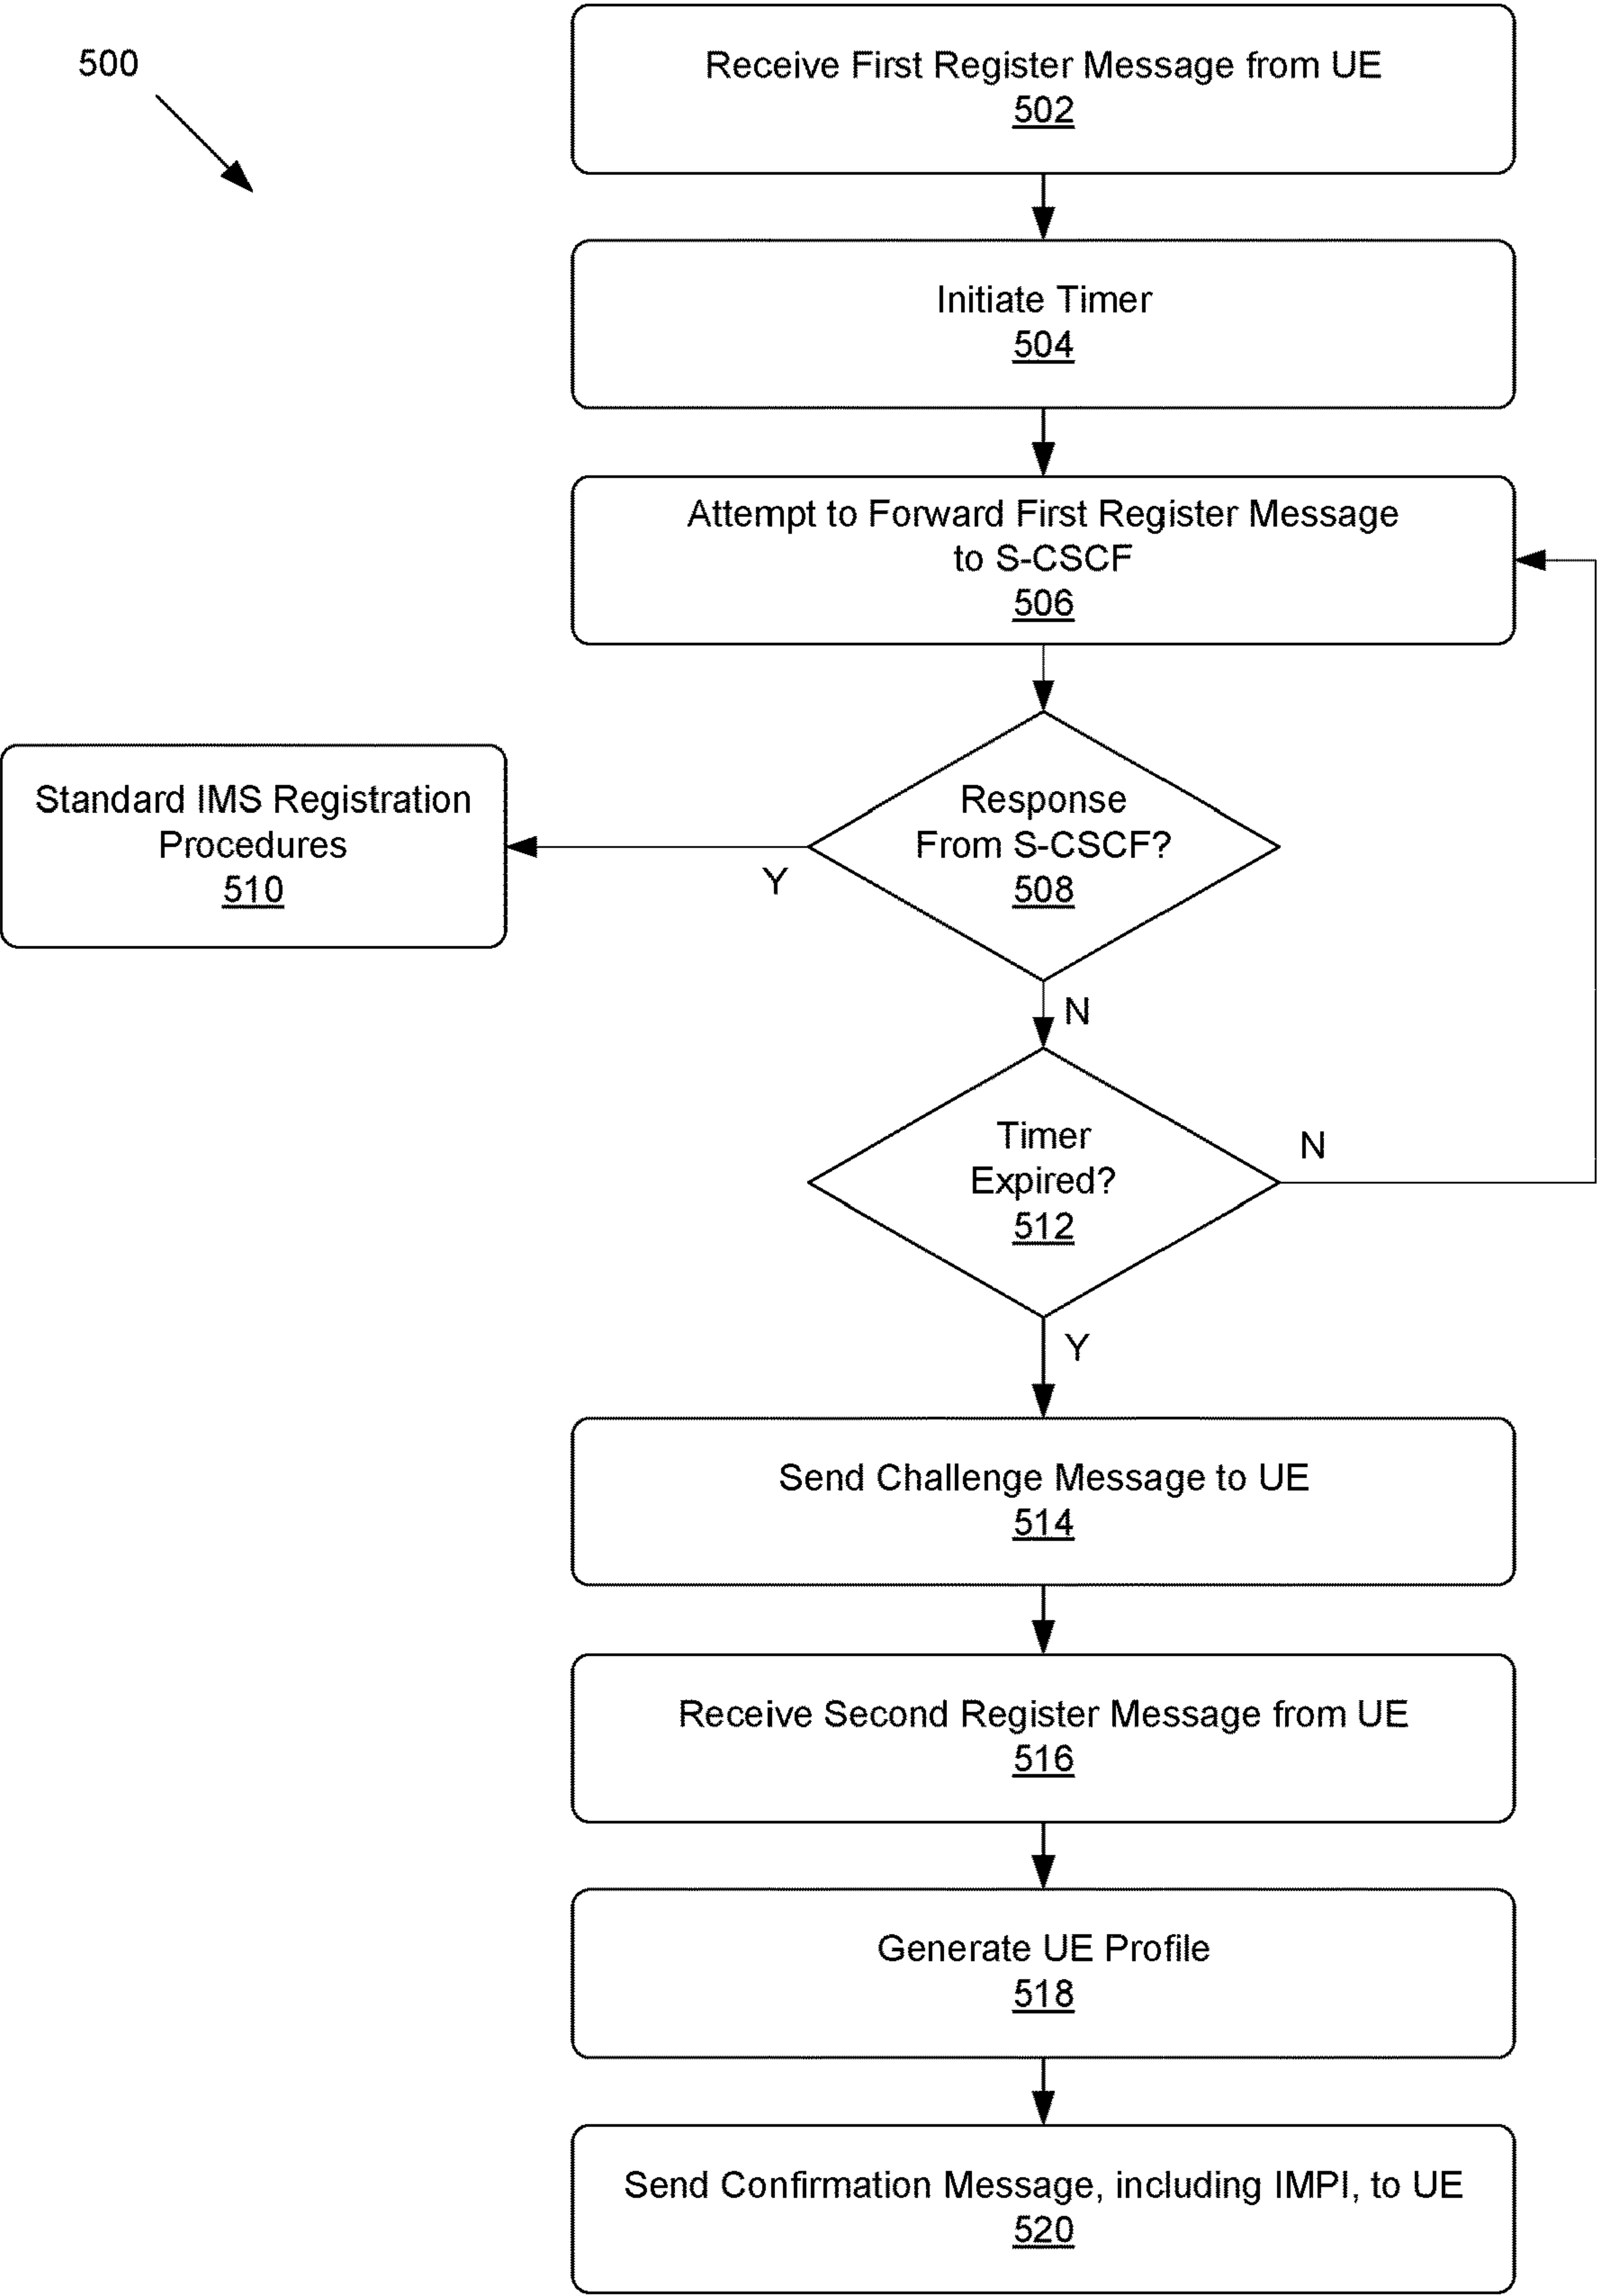 500
Receive First Register Message from UE
502
Initiate Timer
504
Attempt to Forward First Register Message
to S-CSCF
506
Response
From S-CSCF?
508
Y
Standard IMS Registration
Procedures
510
N
Timer
Expired?
512
N
Y
Send Challenge Message to UE
514
Receive Second Register Message from UE
516
Generate UE Profile
518
Send Confirmation Message, including IMPI, to UE
520